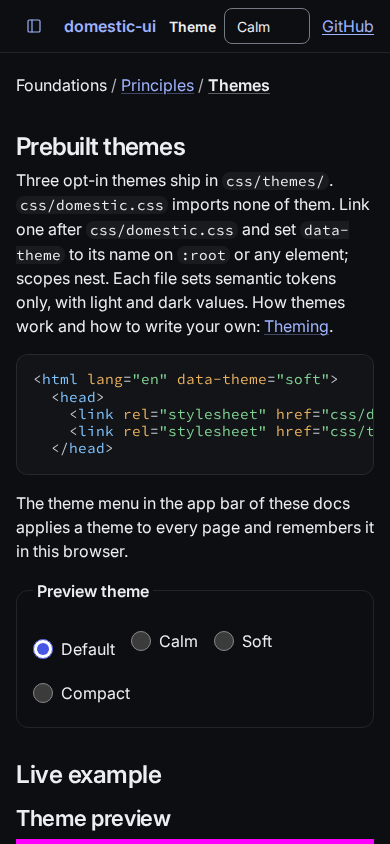 domestic-ui Theme Calm GitHub
Foundations / Principles / Themes
Prebuilt themes
Three opt-in themes ship in css/themes/.
css/domestic.css imports none of them. Link
one after css/domestic.css and set data-
theme to its name on :root or any element;
scopes nest. Each file sets semantic tokens
only, with light and dark values. How themes
work and how to write your own: Theming.
<html lang="en" data-theme="soft">
<head>
<link rel="stylesheet" href="css/d
<link rel="stylesheet" href="css/t
</head>
The theme menu in the app bar of these docs
applies a theme to every page and remembers it
in this browser.
Preview theme
Default Calm Soft
Compact
Live example
Theme preview